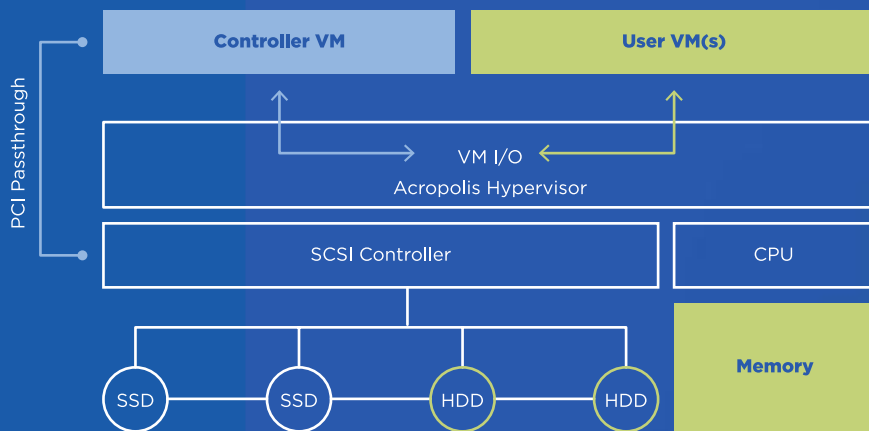 Controller VM
User VM(s)
PCI Passthrough
VM I/O
Acropolis Hypervisor
SCSI Controller
CPU
SSD
SSD
HDD
HDD
Memory